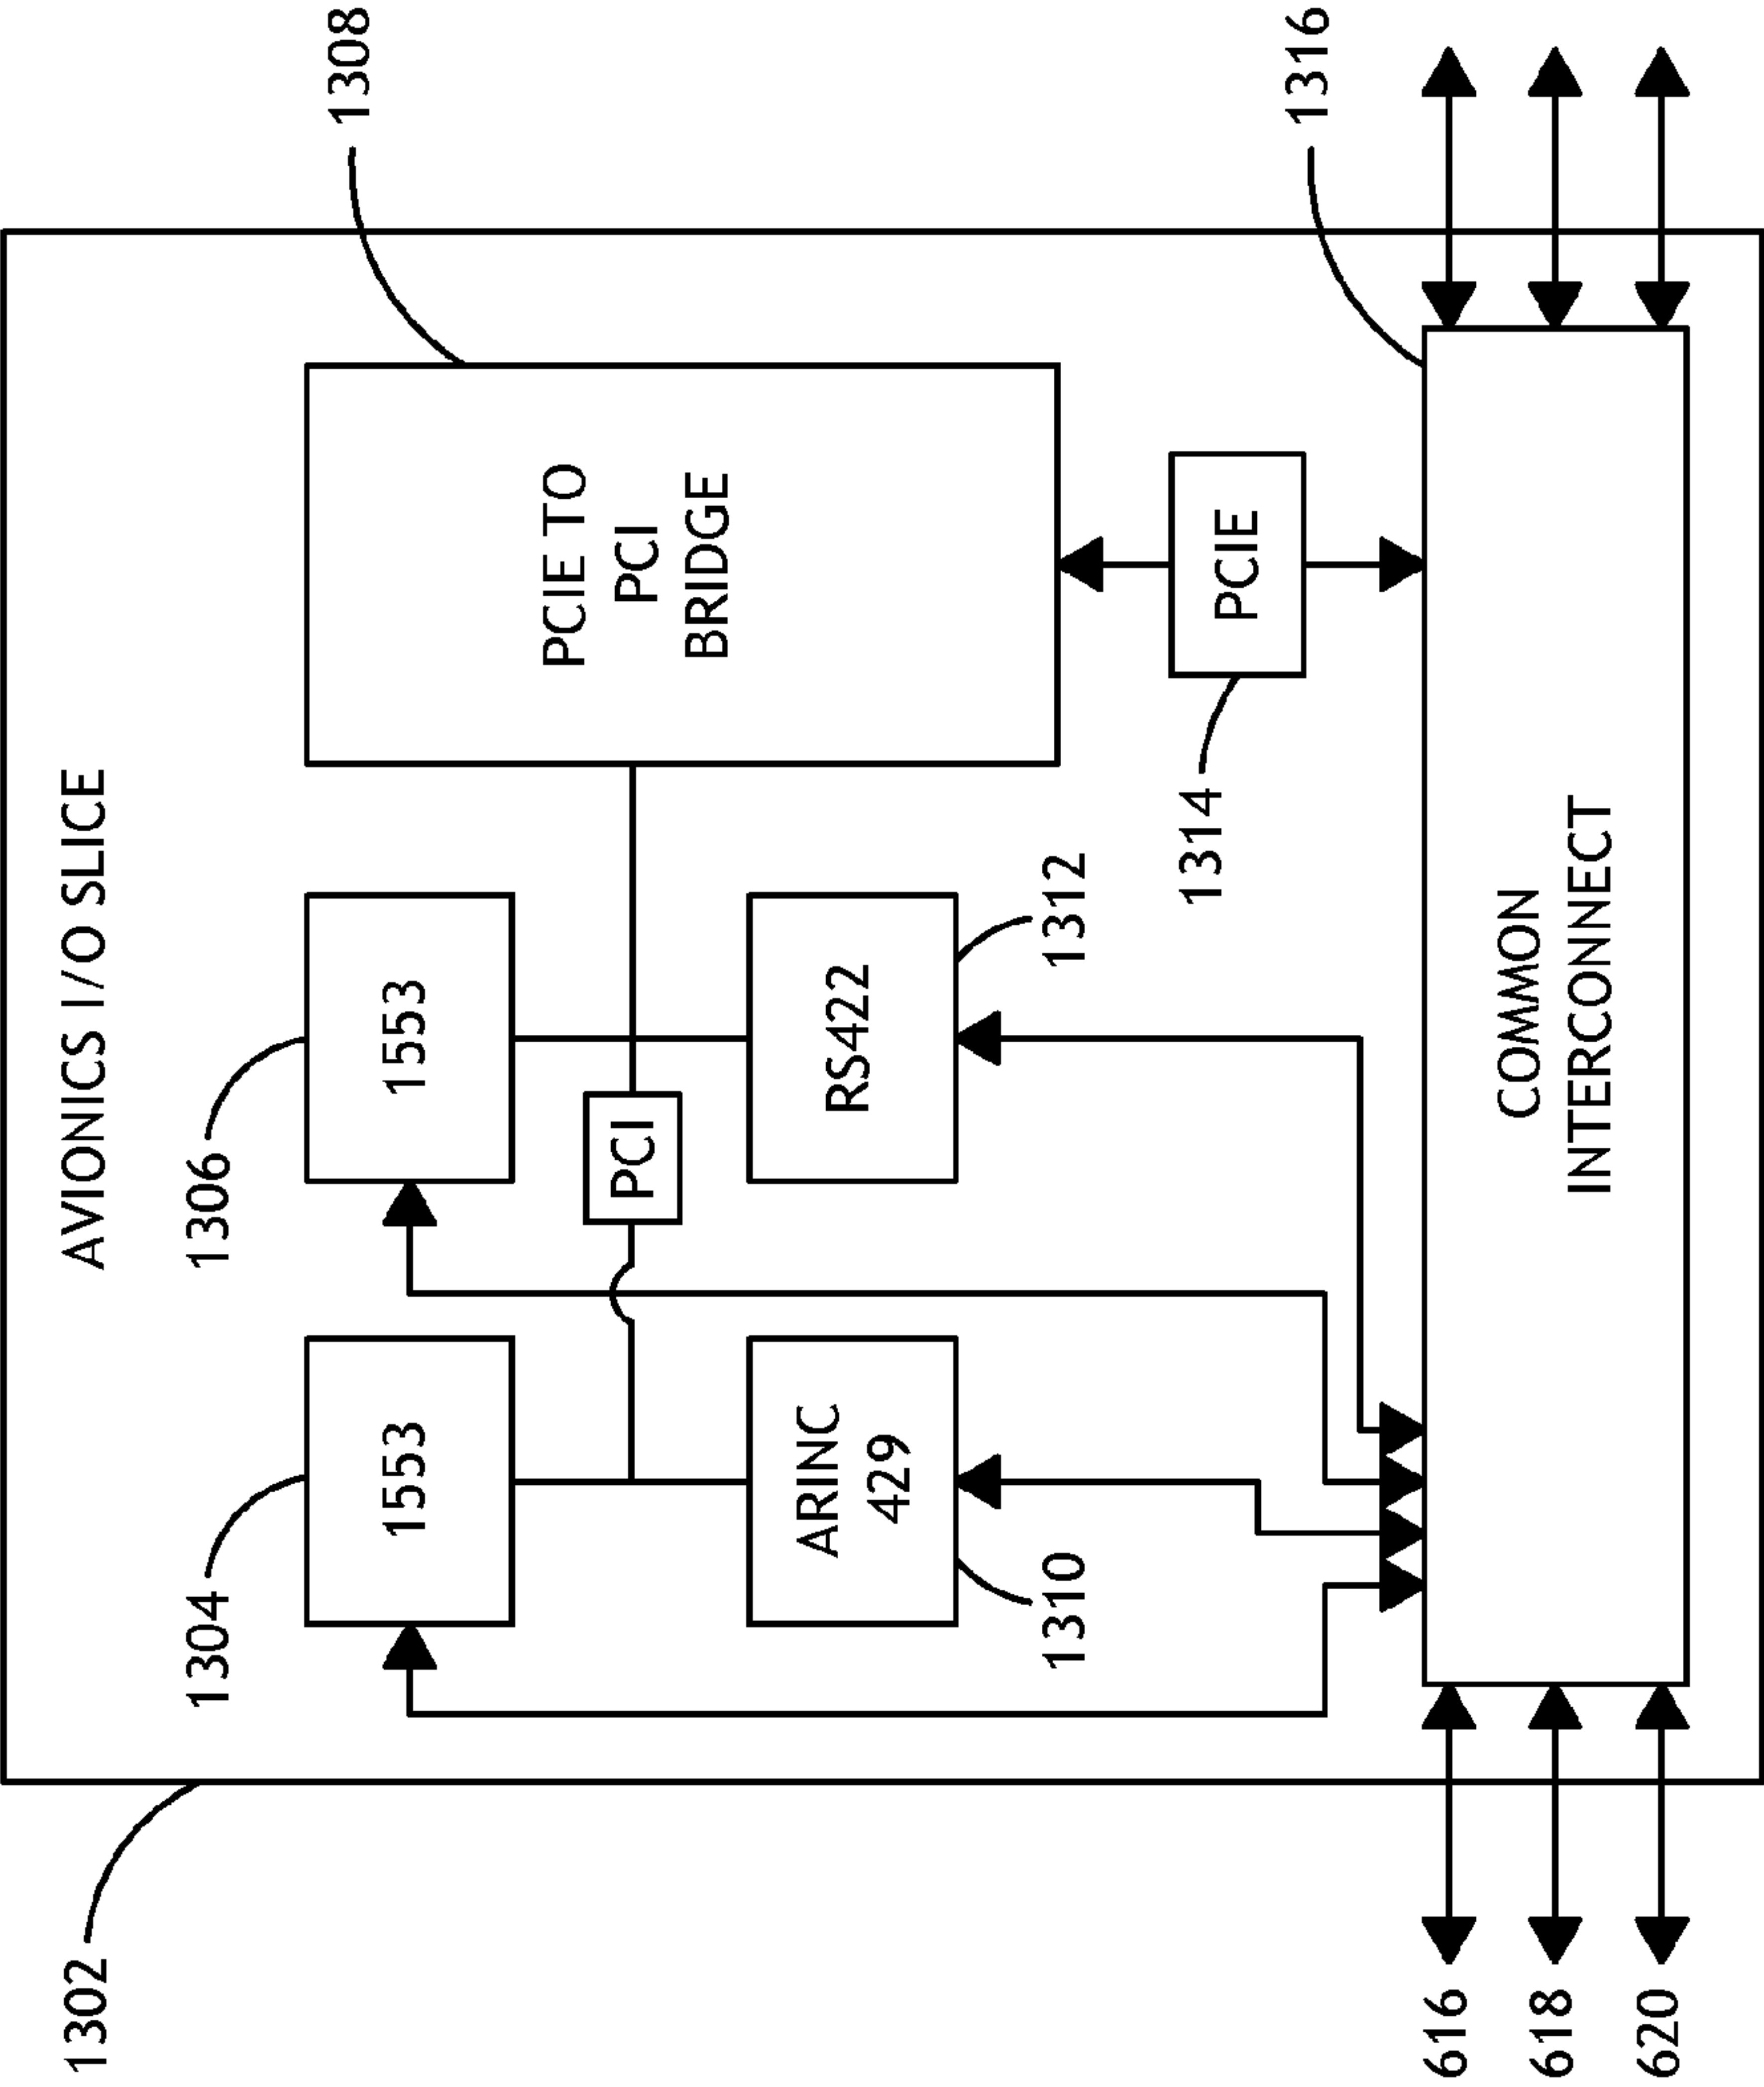 1302
AVIONICS I/O SLICE
1304
1306
1308
1553
1553
PCIE TO
PCI
BRIDGE
PCI
ARINC
429
RS422
1310
1312
1314
PCIE
1316
COMMON
INTERCONNECT
616
618
620